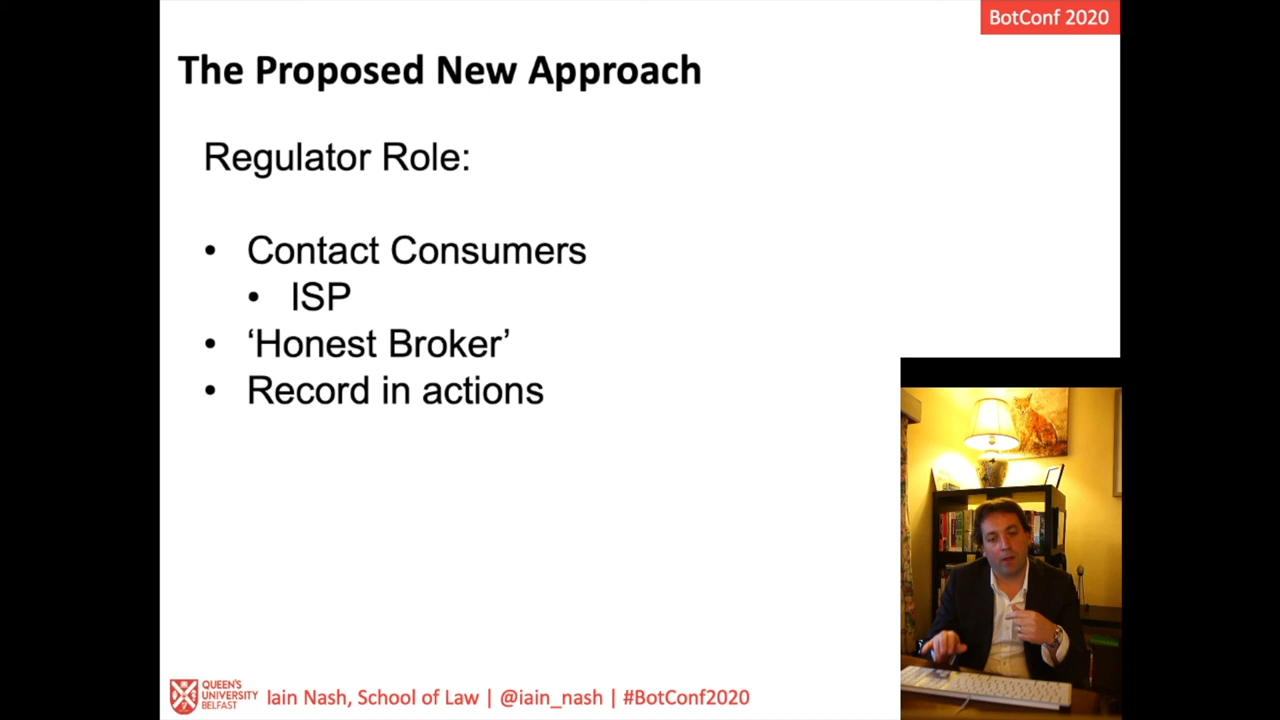 BotConf 2020
The Proposed New Approach
Regulator Role:
• Contact Consumers
• ISP
• ‘Honest Broker’
• Record in actions
QUEEN'S
UNIVERSITY
BELFAST
Iain Nash, School of Law | @iain_nash | #BotConf2020